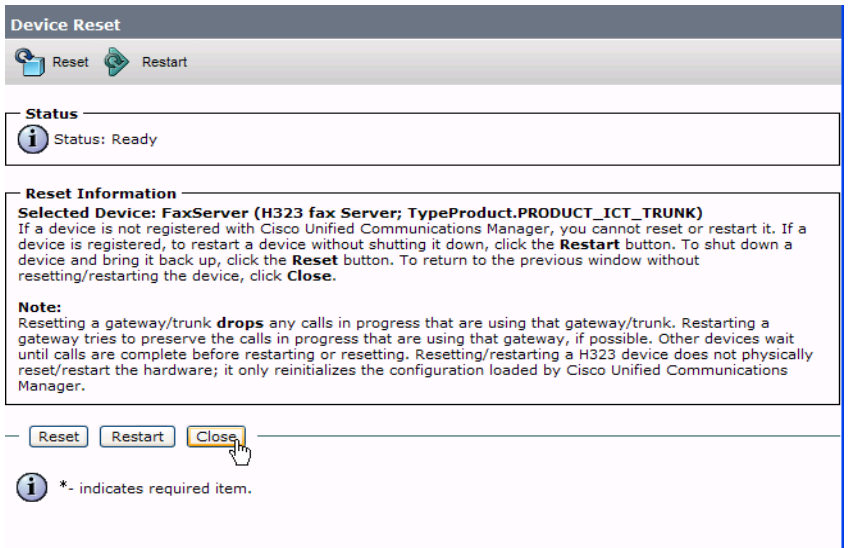 Device Reset
Reset Restart
Status
Status: Ready
Reset Information
Selected Device: FaxServer (H323 fax Server; TypeProduct.PRODUCT_ICT_TRUNK)
If a device is not registered with Cisco Unified Communications Manager, you cannot reset or restart it. If a
device is registered, to restart a device without shutting it down, click the Restart button. To shut down a
device and bring it back up, click the Reset button. To return to the previous window without
resetting/restarting the device, click Close.
Note:
Resetting a gateway/trunk drops any calls in progress that are using that gateway/trunk. Restarting a
gateway tries to preserve the calls in progress that are using that gateway, if possible. Other devices wait
until calls are complete before restarting or resetting. Resetting/restarting a H323 device does not physically
reset/restart the hardware; it only reinitializes the configuration loaded by Cisco Unified Communications
Manager.
Reset Restart Close
*- indicates required item.